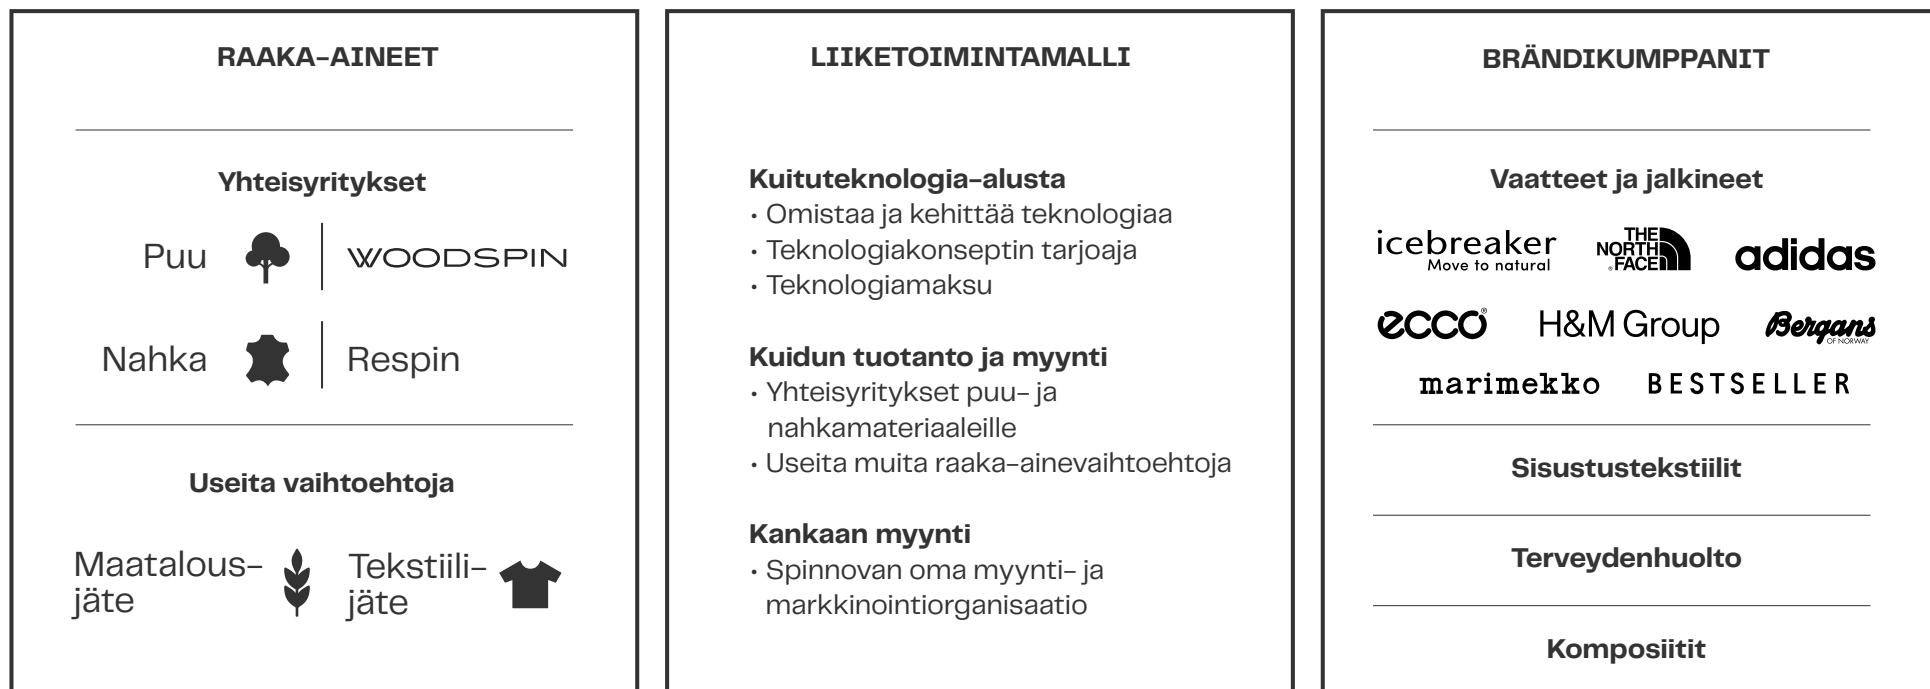 RAAKA-AINEET
Yhteisyritykset
Puu
WOODSPIN
Nahka
Respin
Useita vaihtoehtoja
Maatalous-
jäte
Tekstiili-
jäte
LIIKETOIMINTAMALLI
Kuituteknologia-alusta
• Omistaa ja kehittää teknologiaa
• Teknologiakonseptin tarjoaja
• Teknologiamaksu
Kuidun tuotanto ja myynti
• Yhteisyritykset puu- ja
nahkamateriaaleille
• Useita muita raaka-ainevaihtoehtoja
Kankaan myynti
• Spinnovan oma myynti- ja
markkinointiorganisaatio
BRÄNDIKUMPPANIT
Vaatteet ja jalkineet
icebreaker
Move to natural
THE
NORTH
FACE
adidas
ecco®
H&M Group
Bergans
OF NORWAY
marimekko
BESTSELLER
Sisustustekstiilit
Terveydenhuolto
Komposiitit